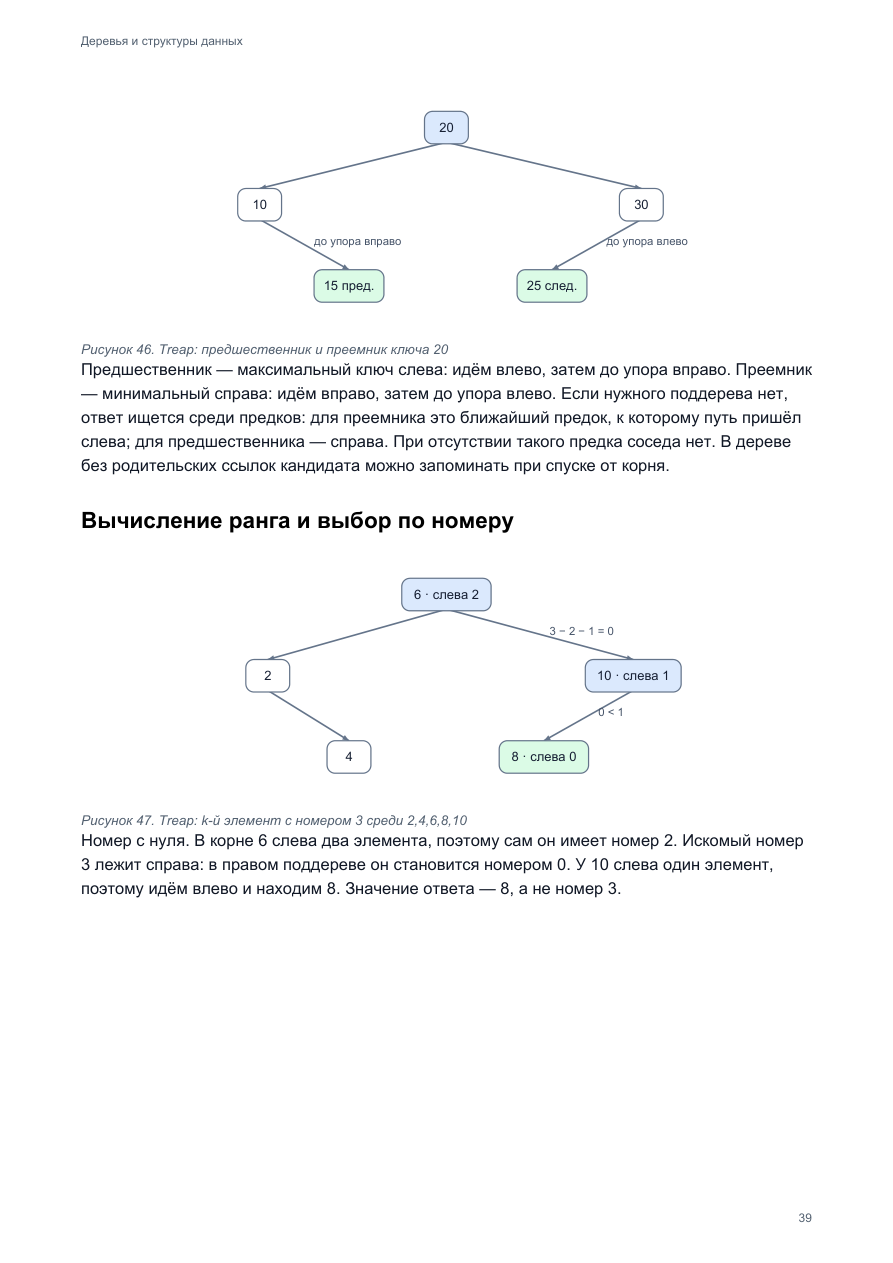 Деревья и структуры данных
20
10
30
до упора вправо
до упора влево
15 пред.
25 след.
Рисунок 46. Treap: предшественник и преемник ключа 20
Предшественник — максимальный ключ слева: идём влево, затем до упора вправо. Преемник
— минимальный справа: идём вправо, затем до упора влево. Если нужного поддерева нет,
ответ ищется среди предков: для преемника это ближайший предок, к которому путь пришёл
слева; для предшественника — справа. При отсутствии такого предка соседа нет. В дереве
без родительских ссылок кандидата можно запоминать при спуске от корня.
Вычисление ранга и выбор по номеру
6 · слева 2
3 − 2 − 1 = 0
2
10 · слева 1
0 < 1
4
8 · слева 0
Рисунок 47. Treap: k-й элемент с номером 3 среди 2,4,6,8,10
Номер с нуля. В корне 6 слева два элемента, поэтому сам он имеет номер 2. Искомый номер
3 лежит справа: в правом поддереве он становится номером 0. У 10 слева один элемент,
поэтому идём влево и находим 8. Значение ответа — 8, а не номер 3.
39